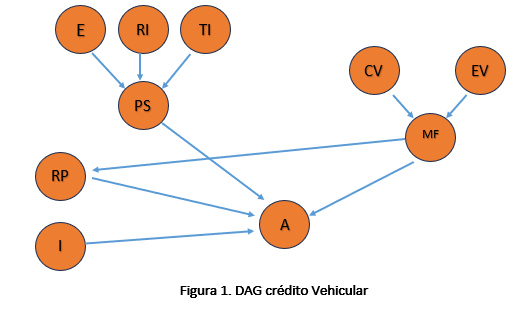 E
RI
TI
CV
EV
PS
MF
RP
A
I
Figura 1. DAG crédito Vehicular